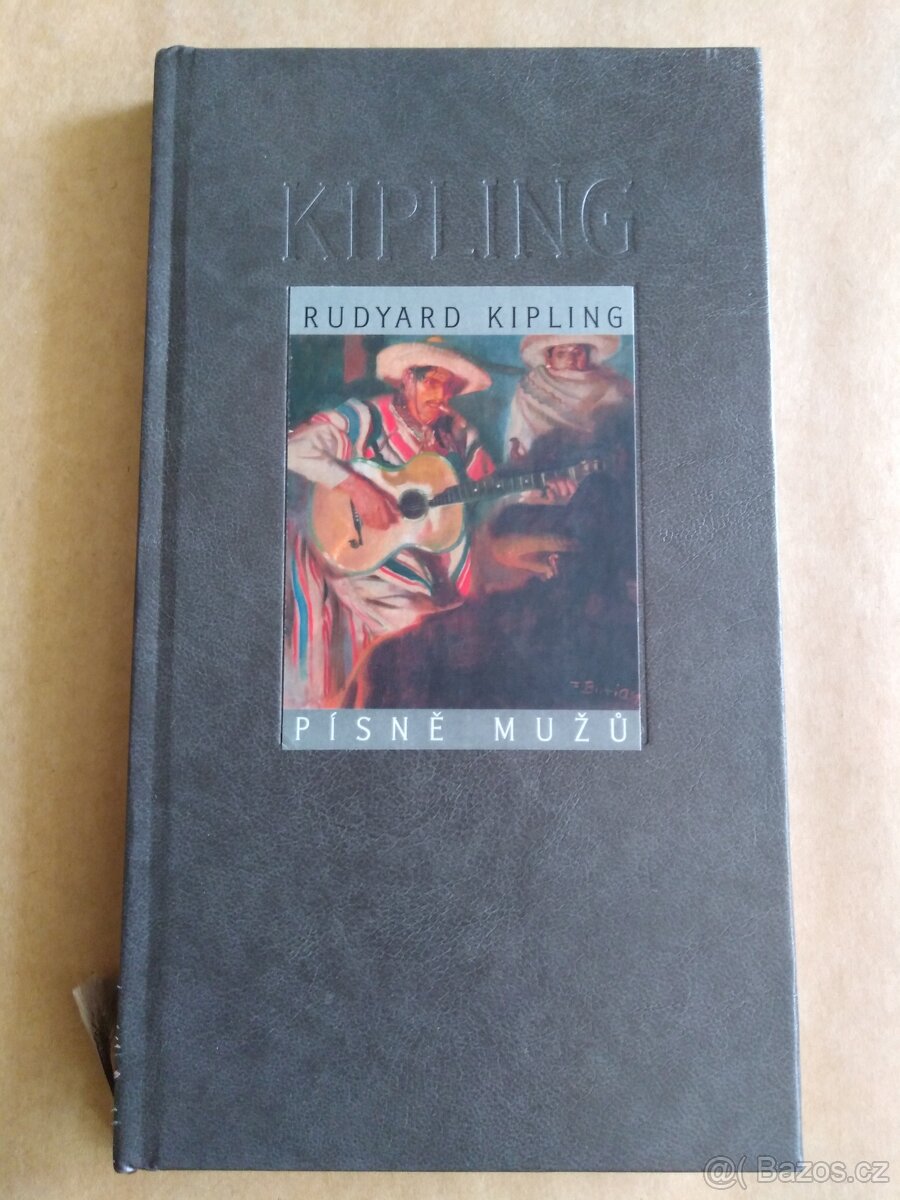 KIPLING
RUDYARD KIPLING
PÍSNĚ MUŽŮ
@( Bazos.cz